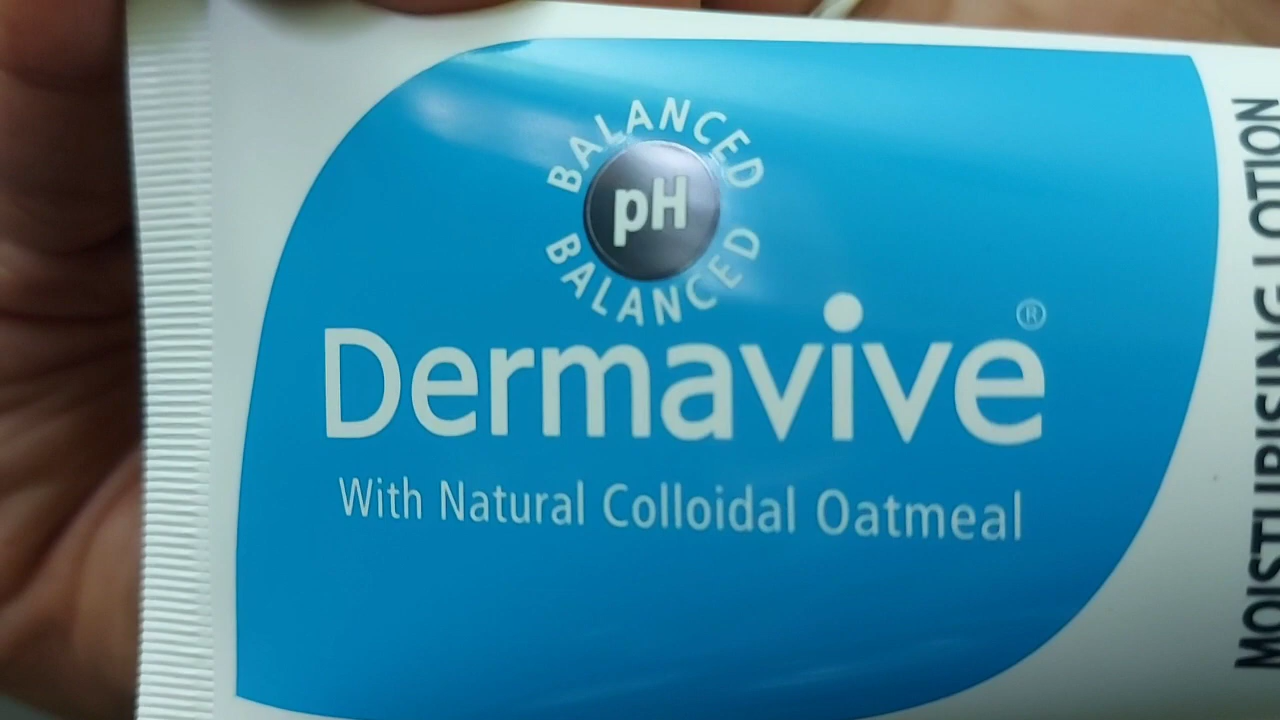 BALANCED
pH
BALANCED
Dermavive®
With Natural Colloidal Oatmeal
MOISTURISING LOTION